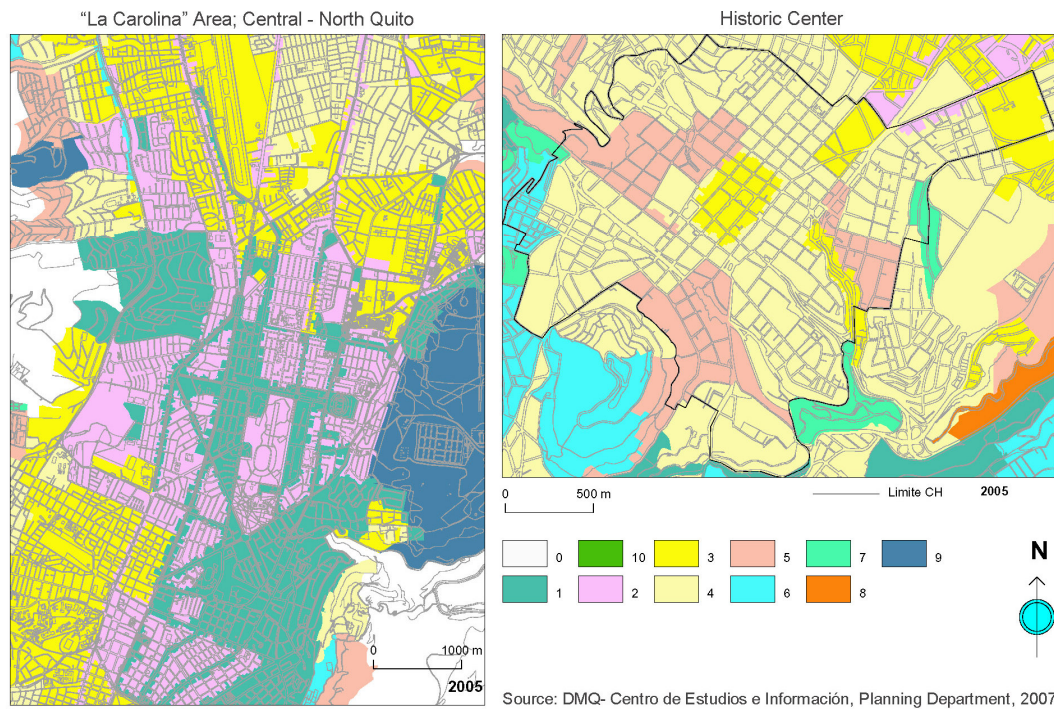 “La Carolina” Area; Central - North Quito
Historic Center
0 1000 m
2005
0 500 m
Limite CH 2005
0 10 3 5 7 9
1 2 4 6 8
N
Source: DMQ- Centro de Estudios e Información, Planning Department, 2007